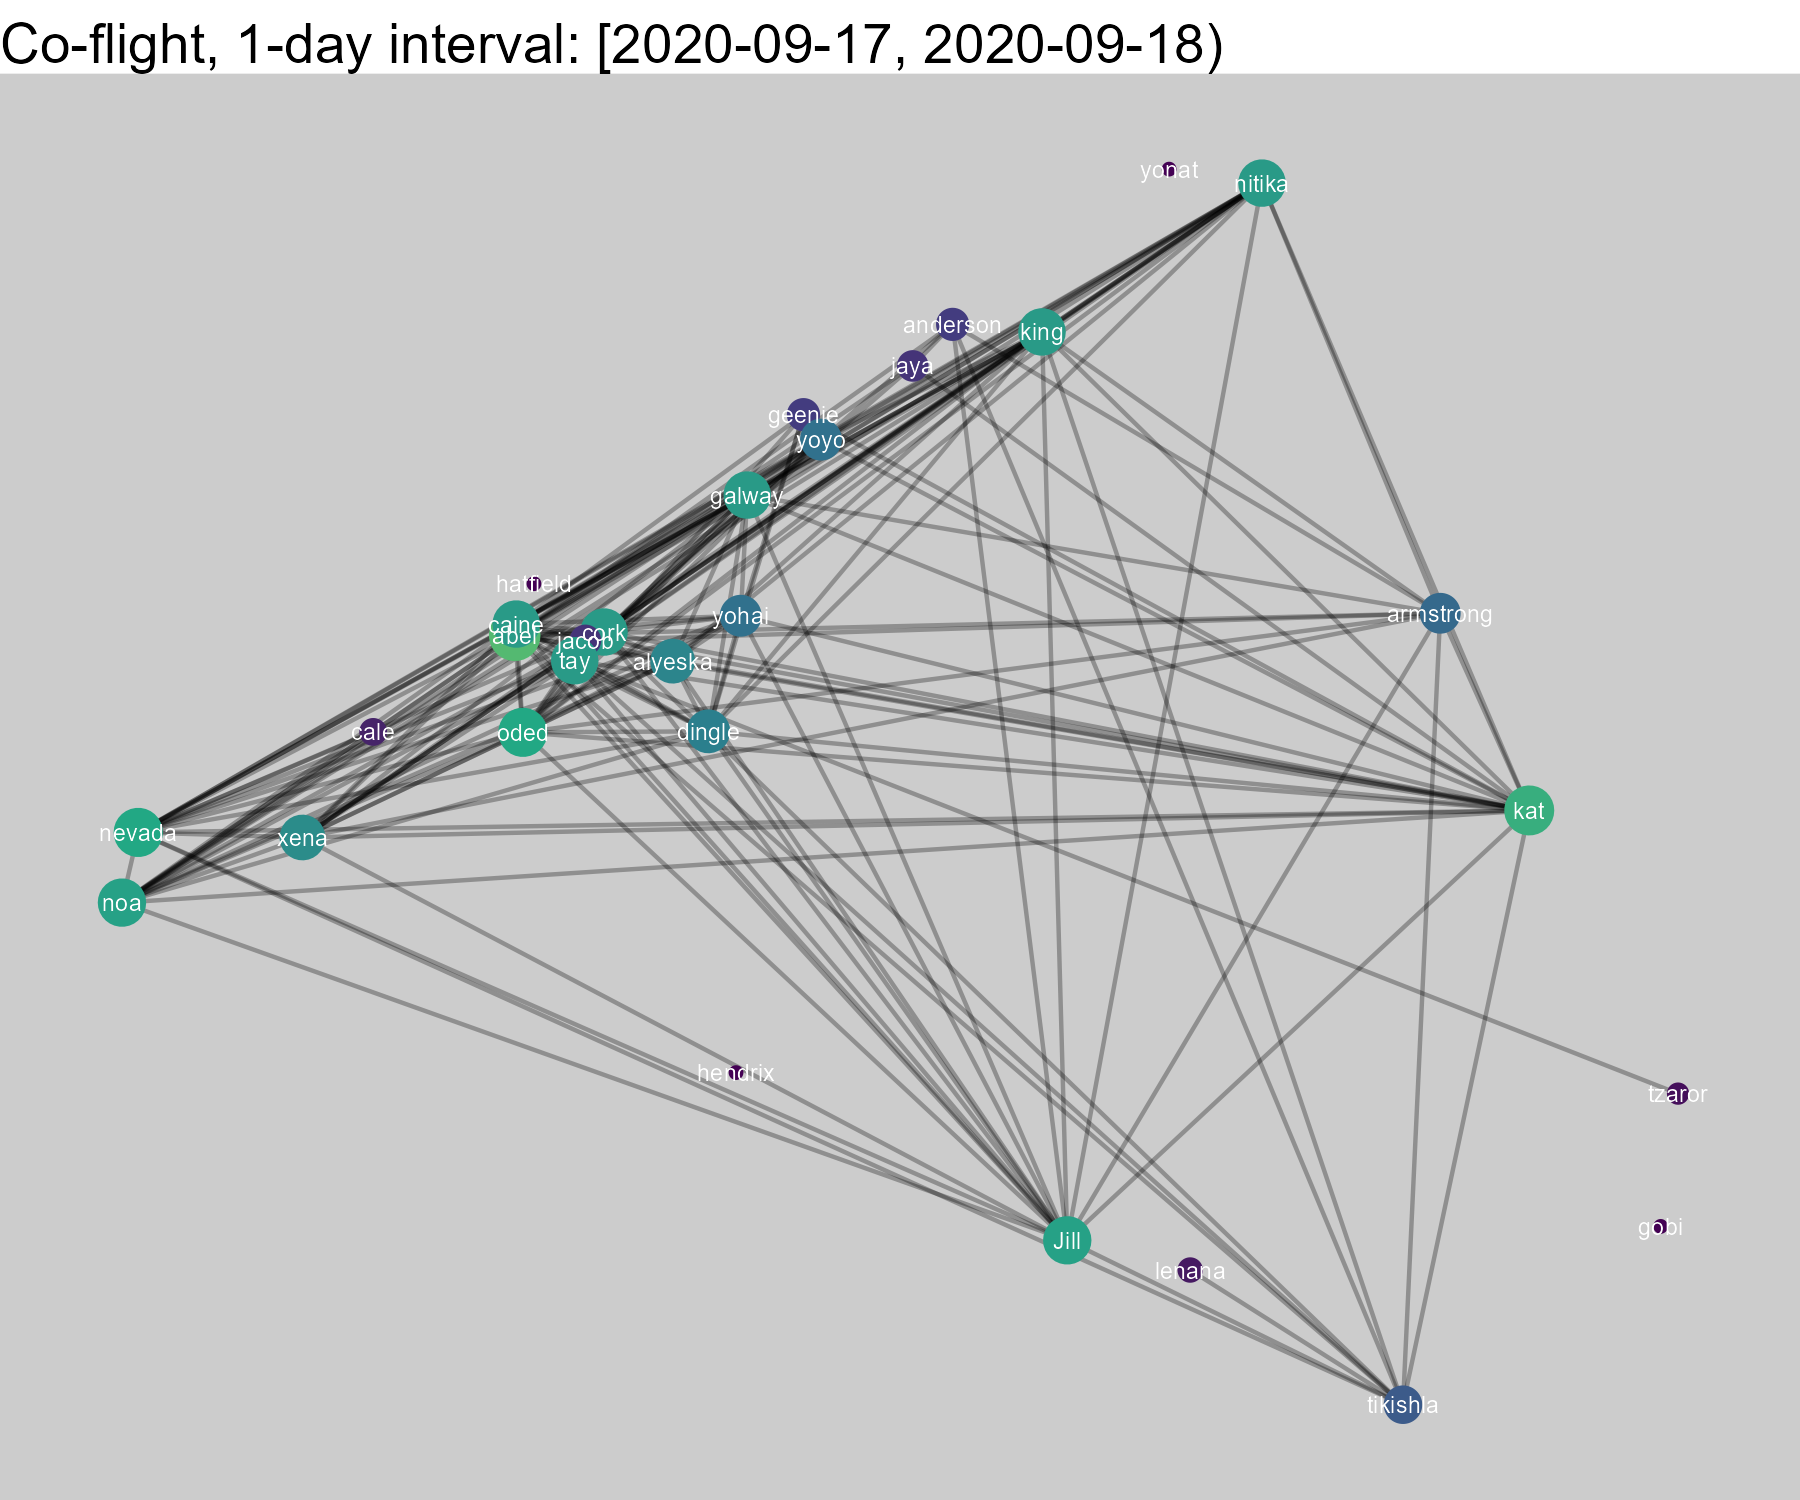 Co-flight, 1-day interval: [2020-09-17, 2020-09-18)
yonat
nitika
anderson
king
jaya
geenie
yoyo
galway
hatfield
caine
abel
jacob
cork
tay
yohai
alyeska
armstrong
cale
oded
dingle
kat
nevada
xena
noa
hendrix
tzaror
gobi
Jill
lenana
tikishla